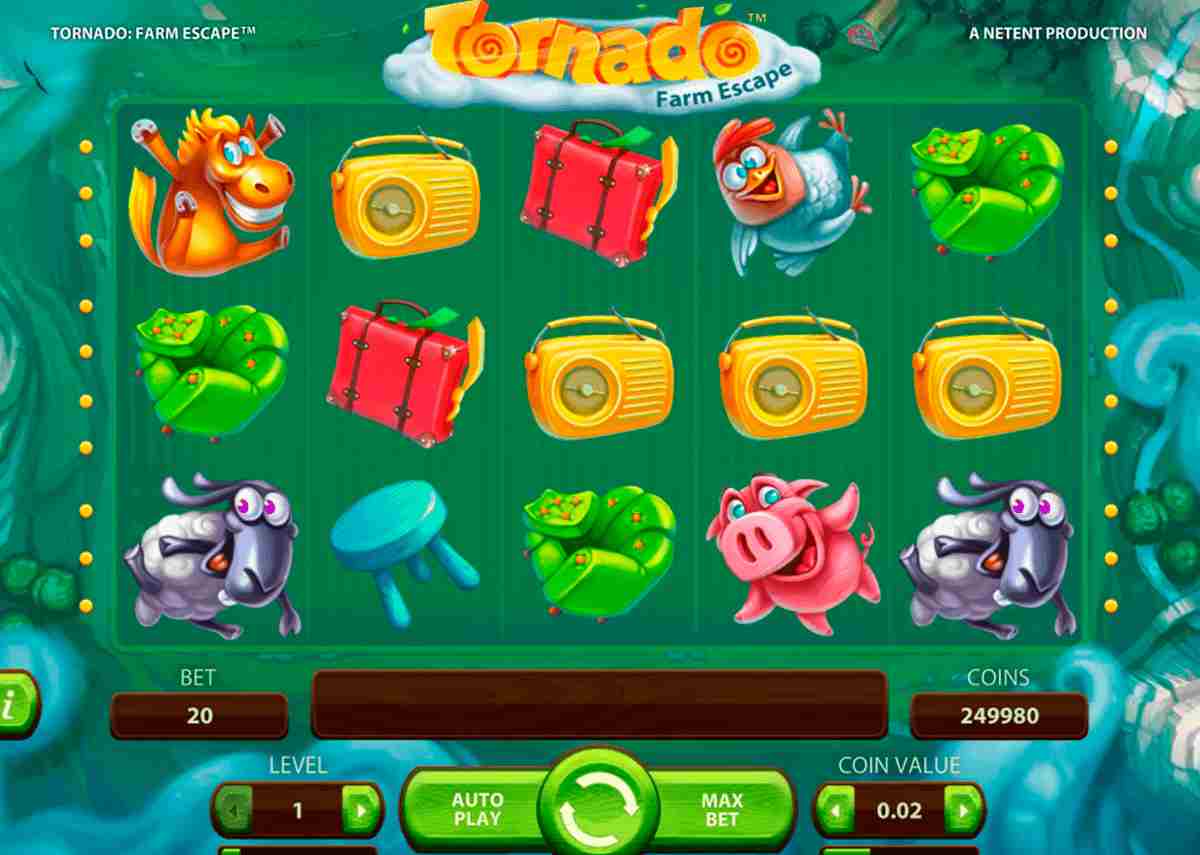 TORNADO: FARM ESCAPE™
Tornado™
Farm Escape
A NETENT PRODUCTION
BET
20
COINS
249980
i
LEVEL
1
AUTO
PLAY
MAX
BET
COIN VALUE
0.02